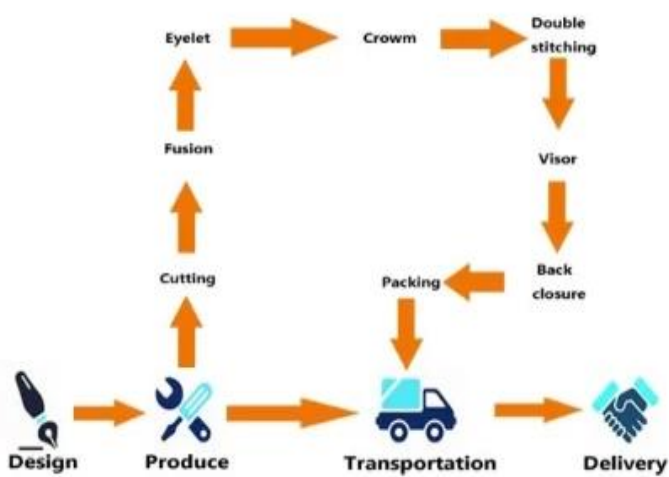 Eyelet
Crowm
Double
stitching
Fusion
Visor
Cutting
Packing
Back
closure
Design
Produce
Transportation
Delivery